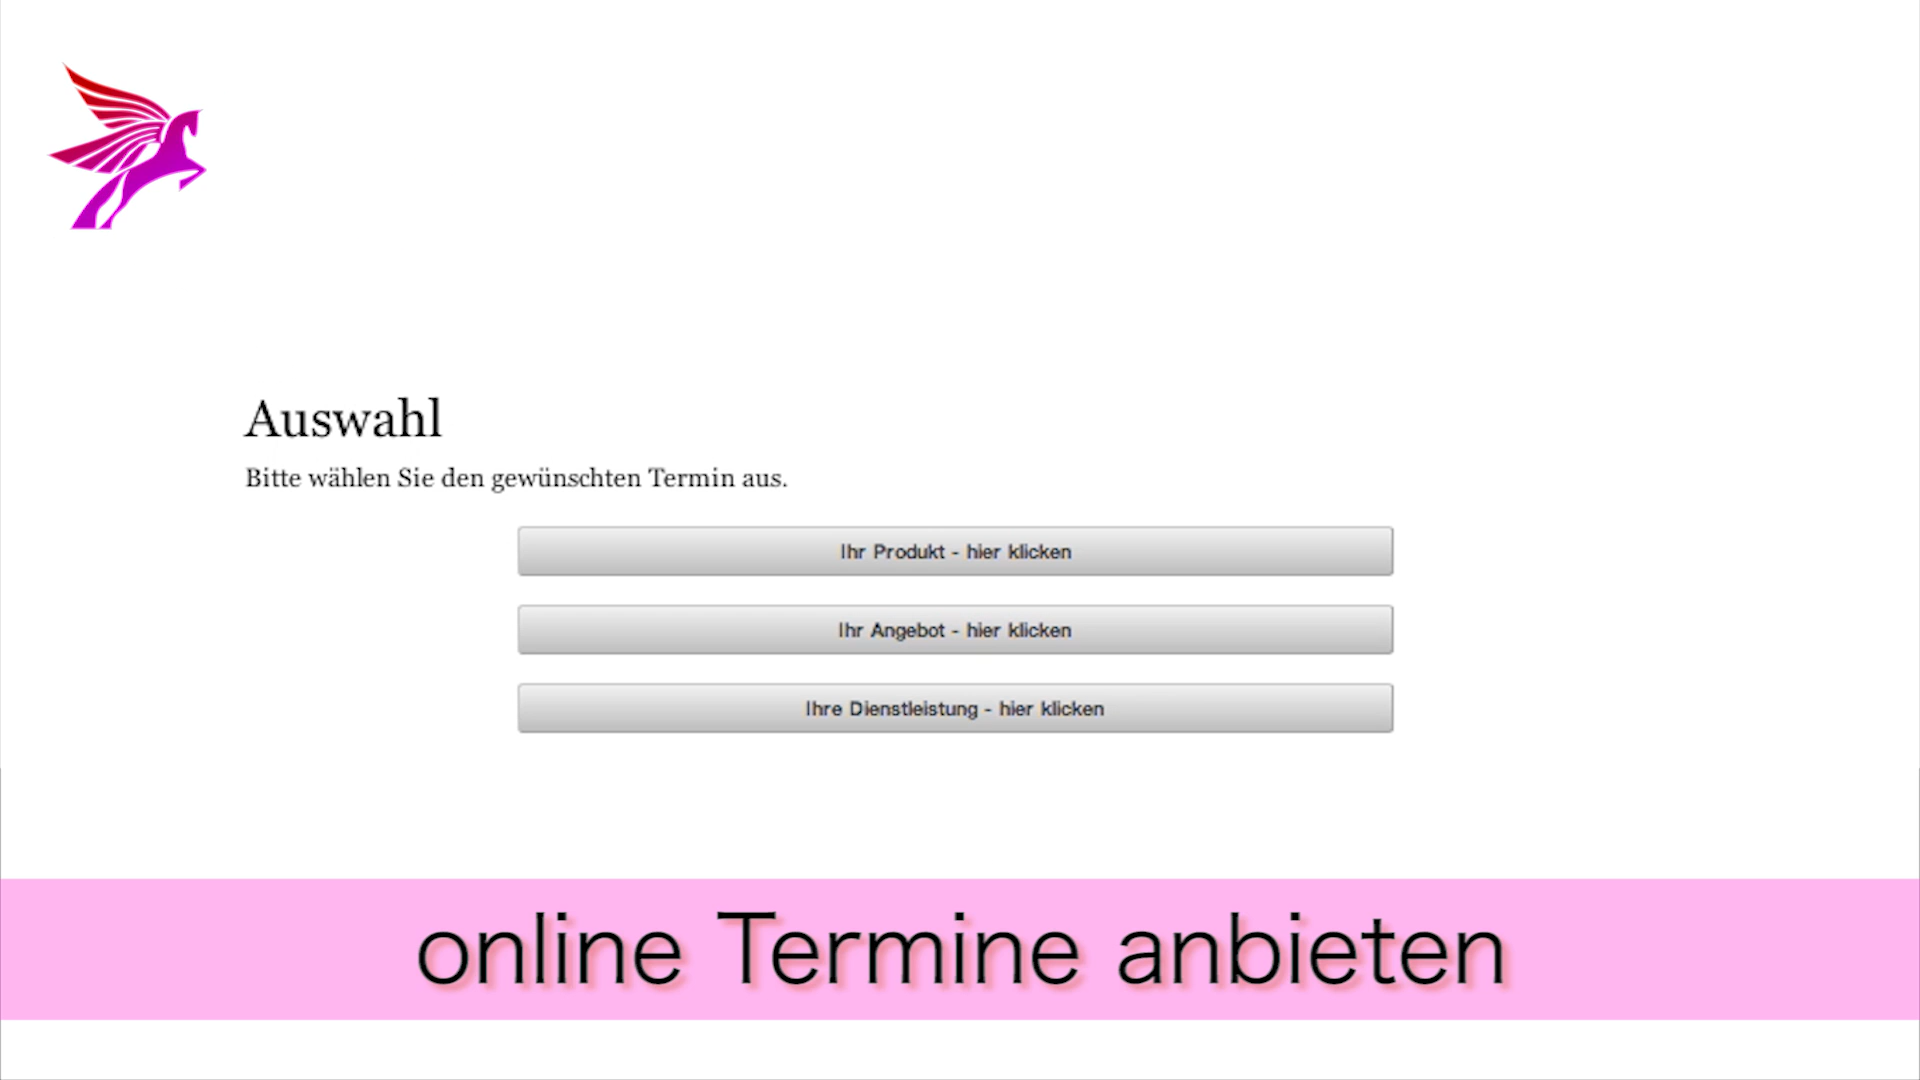 Auswahl
Bitte wählen Sie den gewünschten Termin aus.
Ihr Produkt - hier klicken
Ihr Angebot - hier klicken
Ihre Dienstleistung - hier klicken
online Termine anbieten